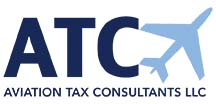 ATC
AVIATION TAX CONSULTANTS LLC